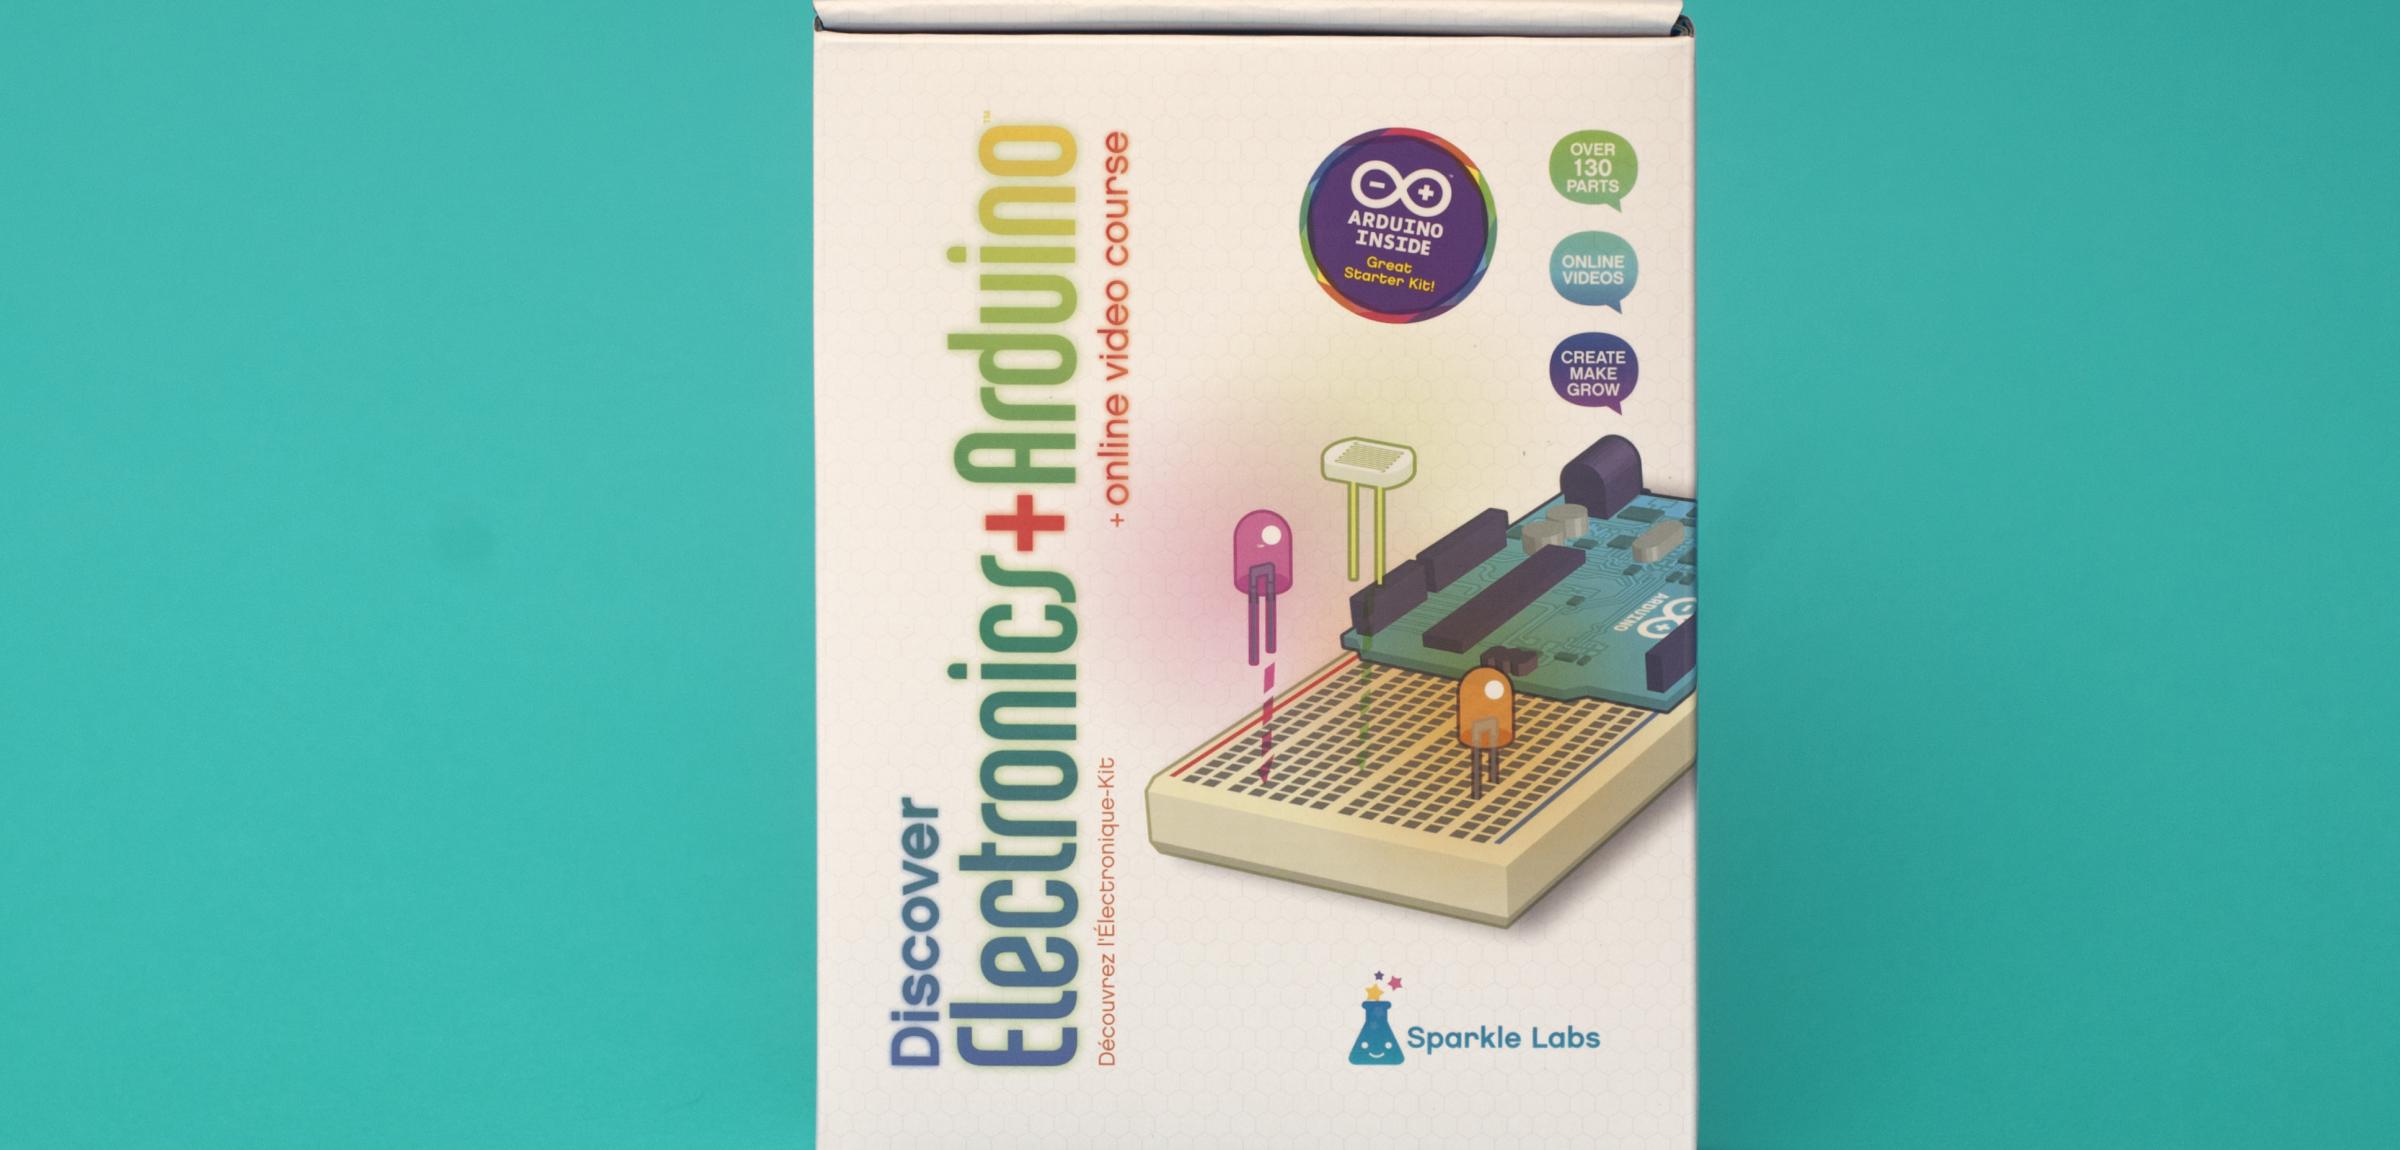 Discover
Electronics+Arduino™
+ online video course
Découvrez l'Électronique-Kit
ARDUINO
INSIDE
Great
Starter Kit!
OVER
130
PARTS
ONLINE
VIDEOS
CREATE
MAKE
GROW
ARDUINO
Sparkle Labs